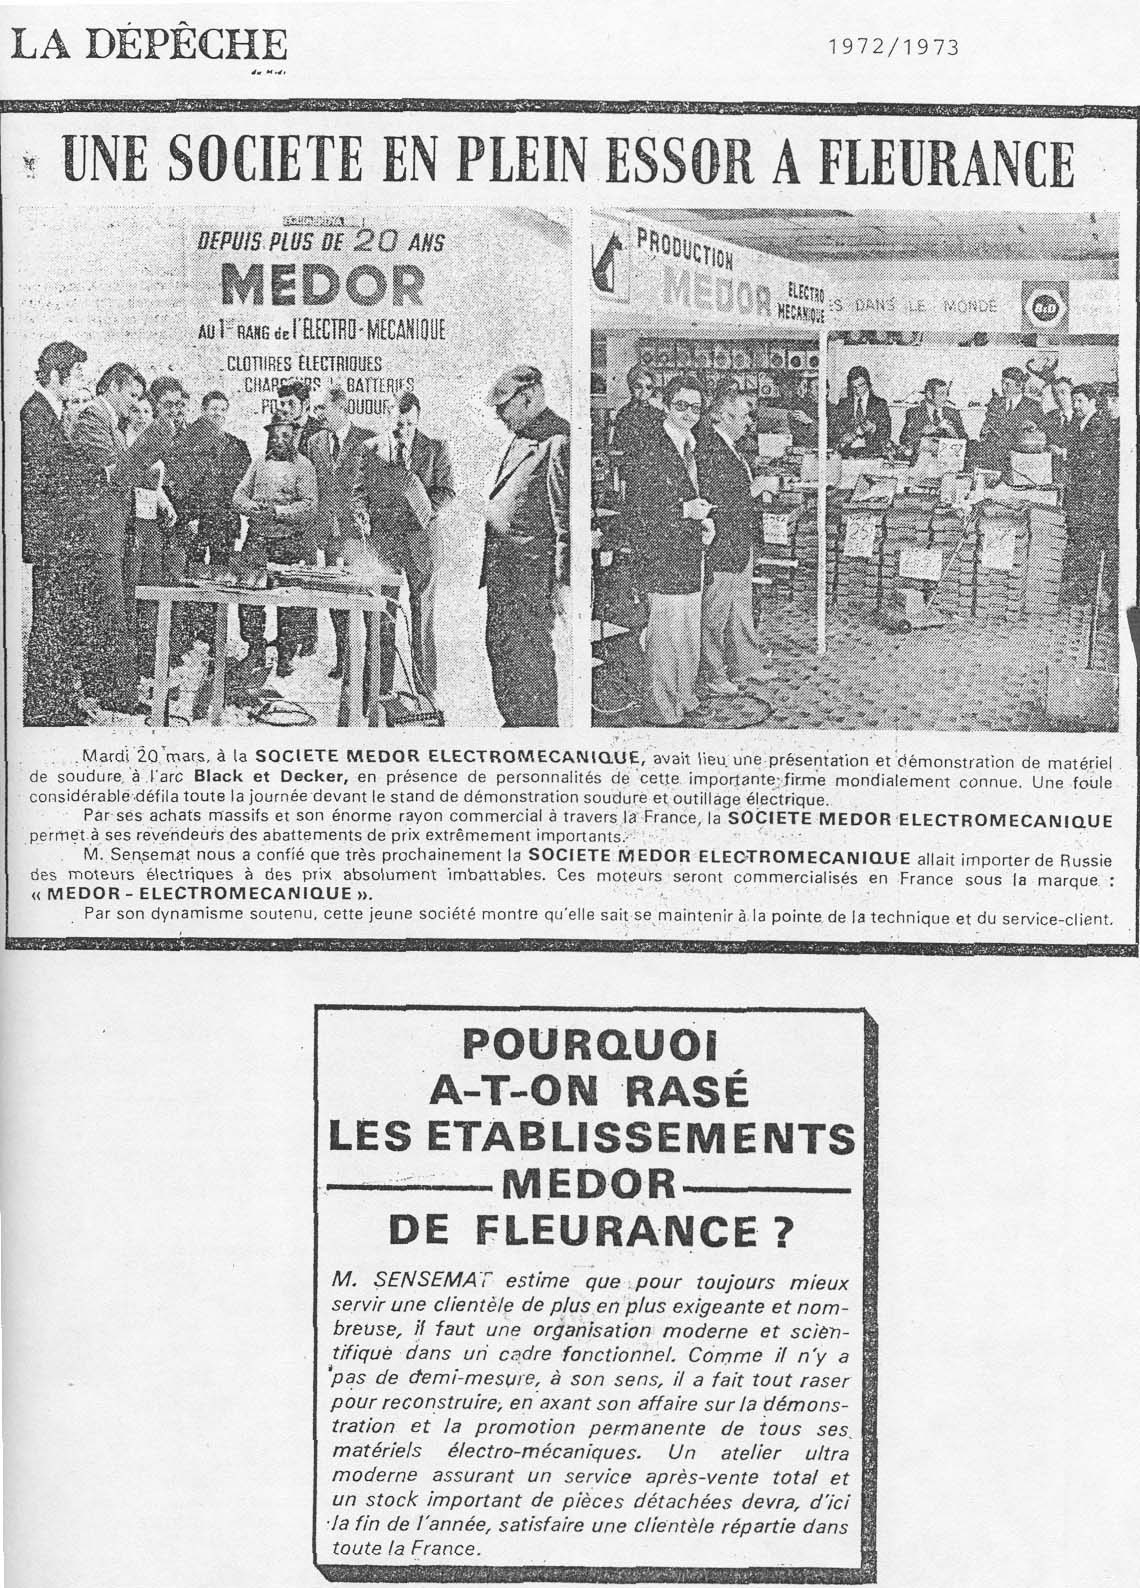 LA DÉPÊCHE
du Midi
1972/1973
UNE SOCIETE EN PLEIN ESSOR A FLEURANCE
DEPUIS PLUS DE 20 ANS
MEDOR
AU 1er RANG de l'ELECTRO-MECANIQUE
CLOTURES ÉLECTRIQUES
BATTERIES
PRODUCTION
MEDOR ELECTRO
MECANIQUE
ES DANS LE MONDE
B&D
Mardi 20 mars, à la SOCIETE MEDOR ELECTROMECANIQUE, avait lieu une présentation et démonstration de matériel
de soudure à l'arc Black et Decker, en présence de personnalités de cette importante firme mondialement connue. Une foule
considérable défila toute la journée devant le stand de démonstration soudure et outillage électrique.
Par ses achats massifs et son énorme rayon commercial à travers la France, la SOCIETE MEDOR ELECTROMECANIQUE
permet à ses revendeurs des abattements de prix extrêmement importants.
M. Sensemat nous a confié que très prochainement la SOCIETE MEDOR ELECTROMECANIQUE allait importer de Russie
des moteurs électriques à des prix absolument imbattables. Ces moteurs seront commercialisés en France sous la marque :
« MEDOR - ELECTROMECANIQUE ».
Par son dynamisme soutenu, cette jeune société montre qu'elle sait se maintenir à la pointe de la technique et du service-client.
POURQUOI
A-T-ON RASÉ
LES ETABLISSEMENTS
MEDOR
DE FLEURANCE ?
M. SENSEMAT estime que pour toujours mieux
servir une clientèle de plus en plus exigeante et nom-
breuse, il faut une organisation moderne et scien-
tifique dans un cadre fonctionnel. Comme il n'y a
pas de demi-mesure, à son sens, il a fait tout raser
pour reconstruire, en axant son affaire sur la démons-
tration et la promotion permanente de tous ses
matériels électro-mécaniques. Un atelier ultra
moderne assurant un service après-vente total et
un stock important de pièces détachées devra, d'ici
la fin de l'année, satisfaire une clientèle répartie dans
toute la France.